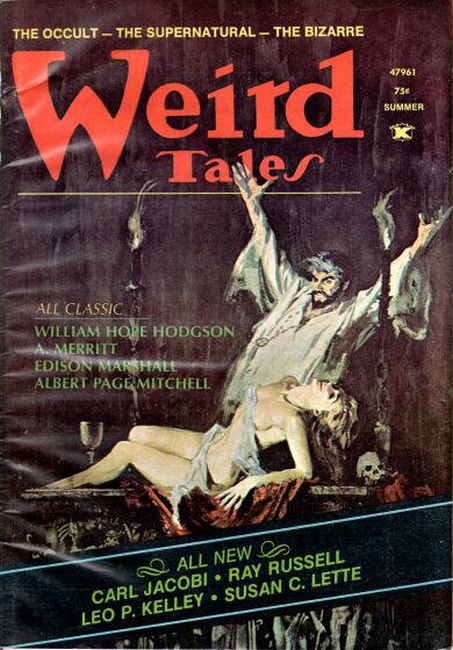 THE OCCULT — THE SUPERNATURAL — THE BIZARRE
Weird
Tales
47961
75¢
SUMMER
K
ALL CLASSIC
WILLIAM HOPE HODGSON
A. MERRITT
EDISON MARSHALL
ALBERT PAGE MITCHELL
ALL NEW
CARL JACOBI • RAY RUSSELL
LEO P. KELLEY • SUSAN C. LETTE